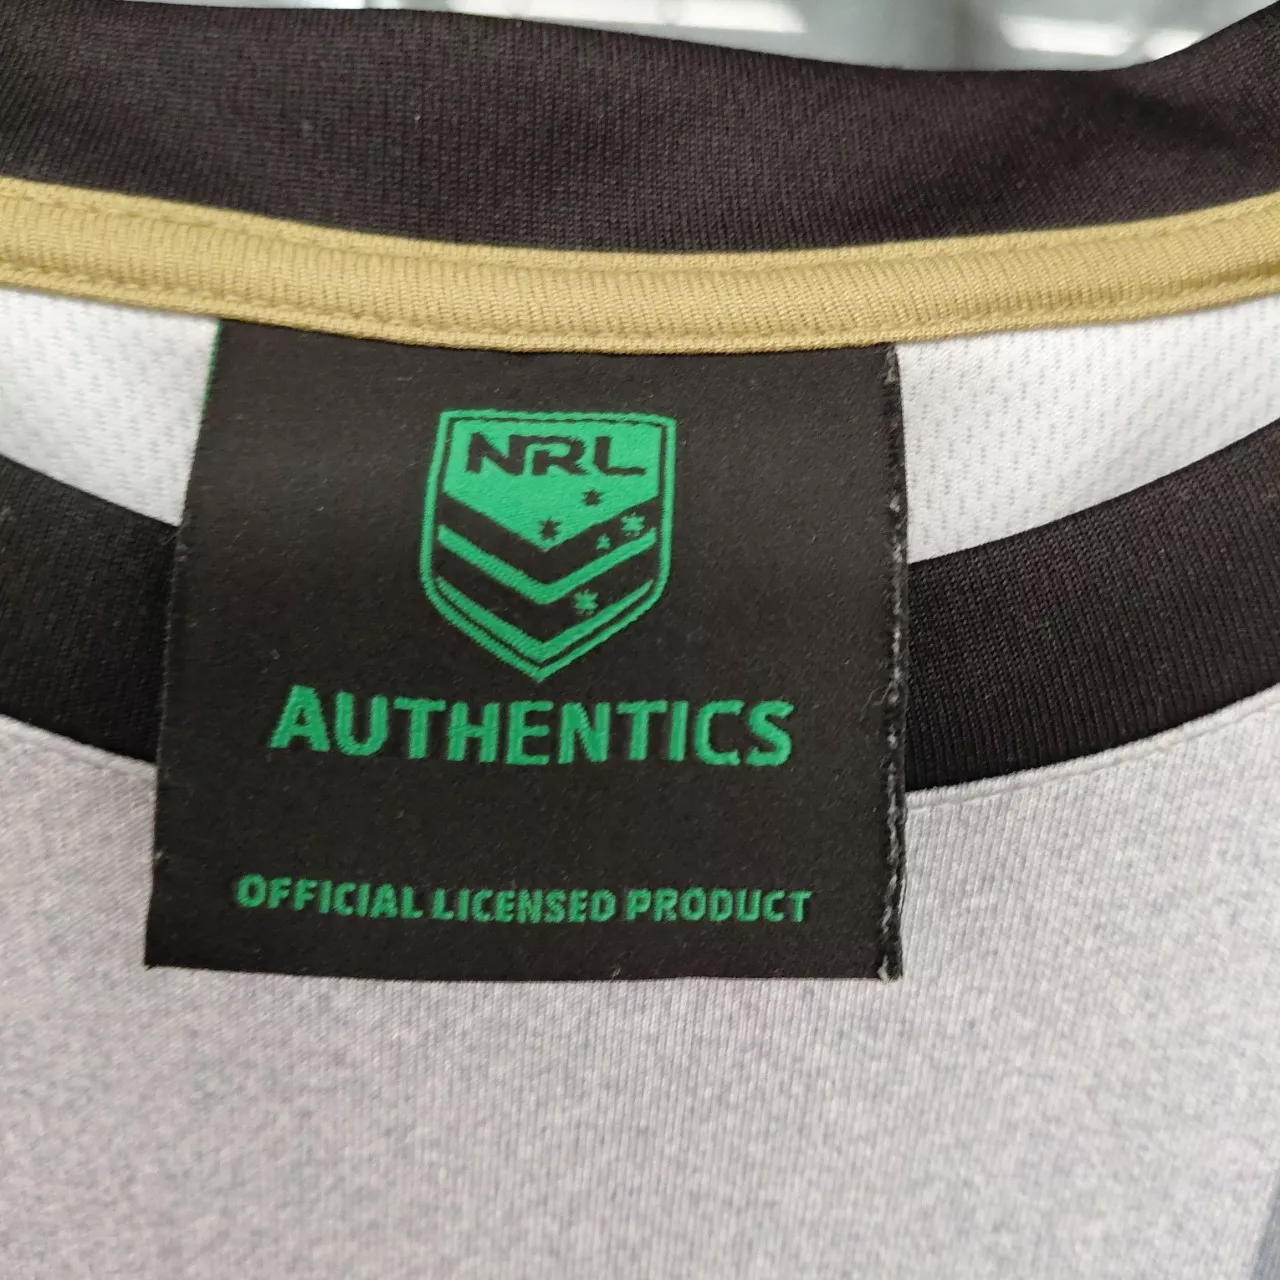 NRL
AUTHENTICS
OFFICIAL LICENSED PRODUCT